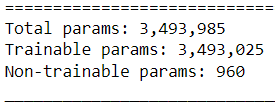 =============================
Total params: 3,493,985
Trainable params: 3,493,025
Non-trainable params: 960
_____________________________